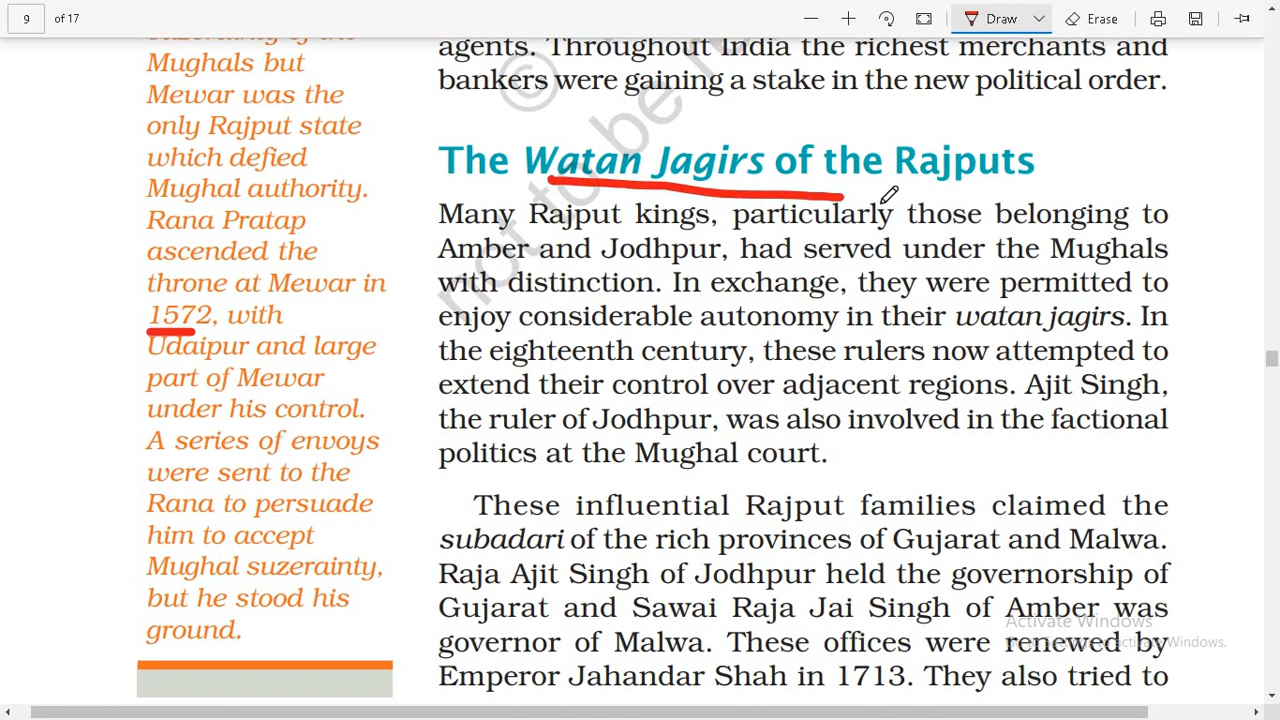 9 of 17
Draw
Erase
Mughals but
Mewar was the
only Rajput state
which defied
Mughal authority.
Rana Pratap
ascended the
throne at Mewar in
1572, with
Udaipur and large
part of Mewar
under his control.
A series of envoys
were sent to the
Rana to persuade
him to accept
Mughal suzerainty,
but he stood his
ground.
agents. Throughout India the richest merchants and
bankers were gaining a stake in the new political order.
The Watan Jagirs of the Rajputs
Many Rajput kings, particularly those belonging to
Amber and Jodhpur, had served under the Mughals
with distinction. In exchange, they were permitted to
enjoy considerable autonomy in their watan jagirs. In
the eighteenth century, these rulers now attempted to
extend their control over adjacent regions. Ajit Singh,
the ruler of Jodhpur, was also involved in the factional
politics at the Mughal court.
These influential Rajput families claimed the
subadari of the rich provinces of Gujarat and Malwa.
Raja Ajit Singh of Jodhpur held the governorship of
Gujarat and Sawai Raja Jai Singh of Amber was
governor of Malwa. These offices were renewed by
Emperor Jahandar Shah in 1713. They also tried to
©
not to be
Activate Windows
to activate Windows.